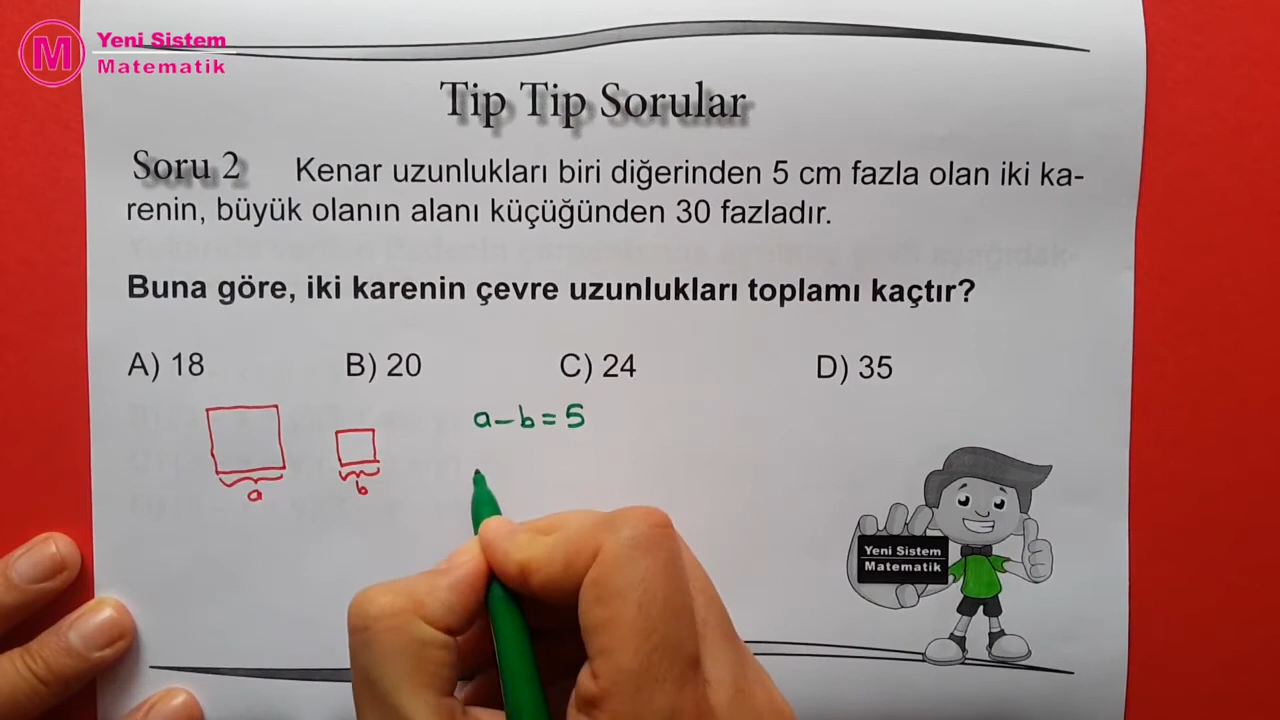 M
Yeni Sistem
Matematik
Tip Tip Sorular
Soru 2 Kenar uzunlukları biri diğerinden 5 cm fazla olan iki ka-
renin, büyük olanın alanı küçüğünden 30 fazladır.
Buna göre, iki karenin çevre uzunlukları toplamı kaçtır?
A) 18 B) 20 C) 24 D) 35
a-b=5
a b
Yeni Sistem
Matematik